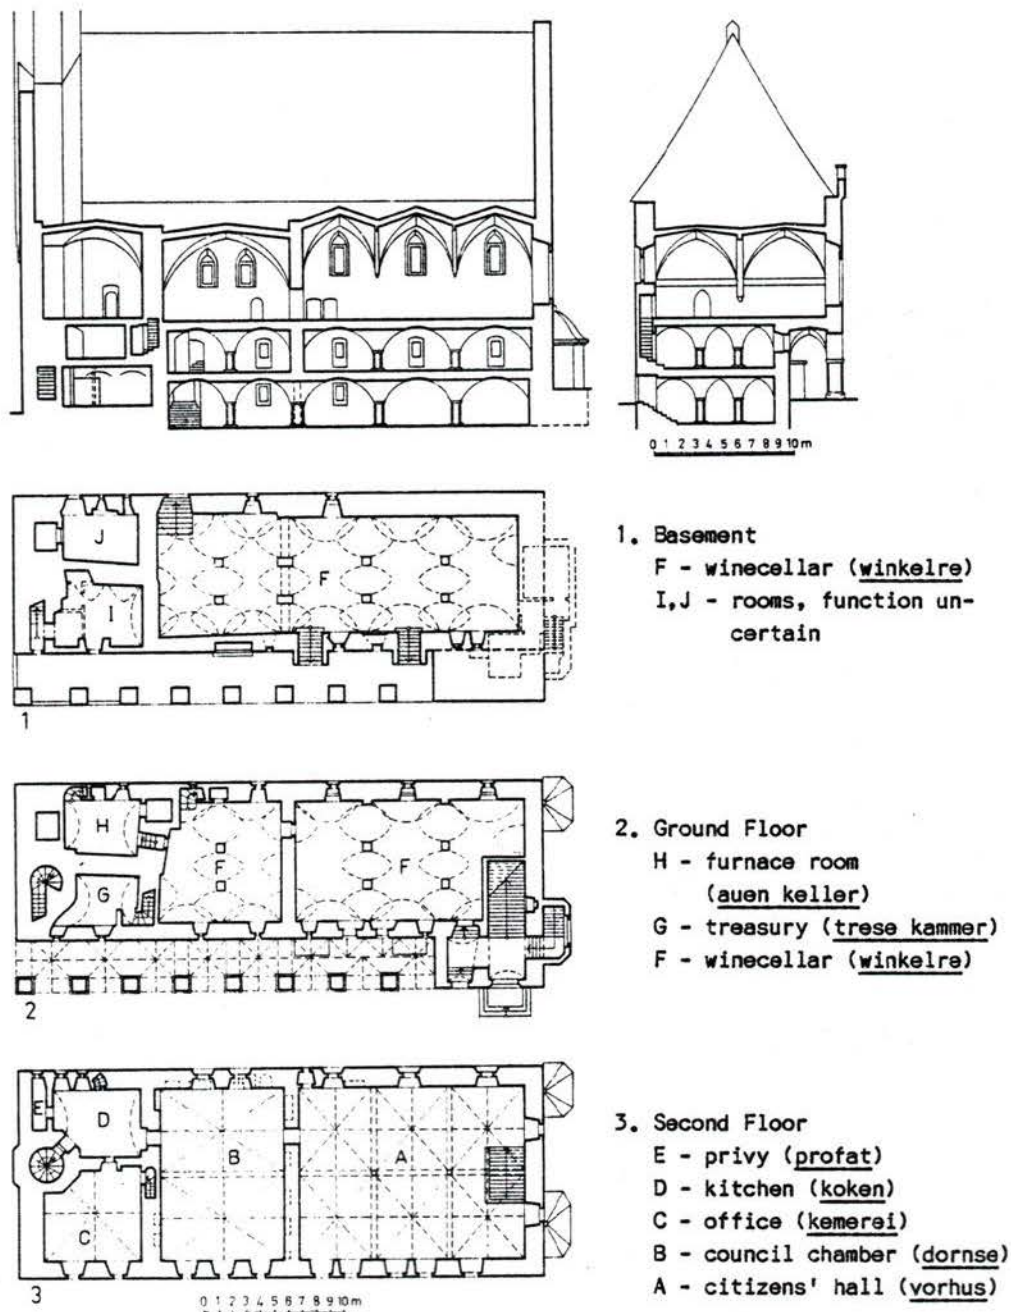 0 1 2 3 4 5 6 7 8 9 10 m
J
F
I
1
1. Basement
F - winecellar (winkelre)
I,J - rooms, function un-
certain
H
F
F
G
2
2. Ground Floor
H - furnace room
(auen keller)
G - treasury (trese kammer)
F - winecellar (winkelre)
E
D
B
A
C
3
0 1 2 3 4 5 6 7 8 9 10 m
3. Second Floor
E - privy (profat)
D - kitchen (koken)
C - office (kemerei)
B - council chamber (dornse)
A - citizens' hall (vorhus)